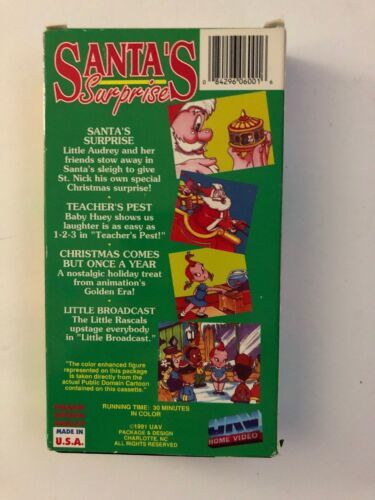 SANTA'S
Surprise
0 84296 06001 6
SANTA'S
SURPRISE
Little Audrey and her
friends stow away in
Santa's sleigh to give
St. Nick his own special
Christmas surprise!
TEACHER'S PEST
Baby Huey shows us
laughter is as easy as
1-2-3 in "Teacher's Pest!"
CHRISTMAS COMES
BUT ONCE A YEAR
A nostalgic holiday treat
from animation's
Golden Era!
LITTLE BROADCAST
The Little Rascals
upstage everybody
in "Little Broadcast."
"The color enhanced figure
represented on this package
is taken directly from the
actual Public Domain Cartoon
contained on this cassette."
MADE IN
U.S.A.
RUNNING TIME: 30 MINUTES
IN COLOR
©1991 UAV
PACKAGE & DESIGN
CHARLOTTE, NC
ALL RIGHTS RESERVED
UAV
HOME VIDEO